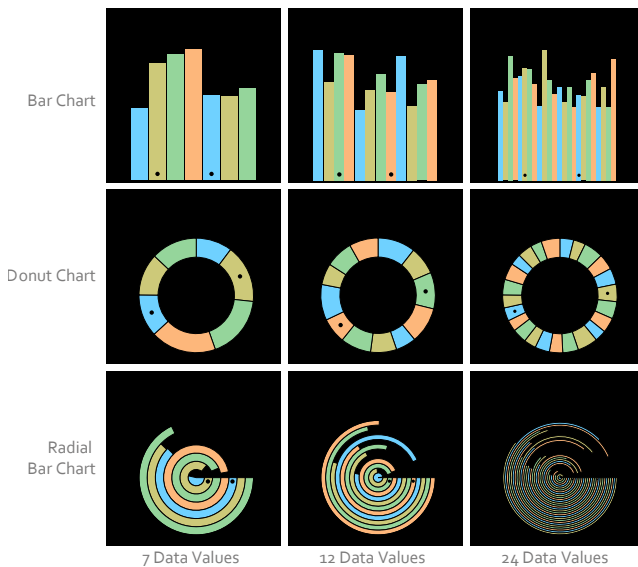 Bar Chart
Donut Chart
Radial
Bar Chart
7 Data Values
12 Data Values
24 Data Values